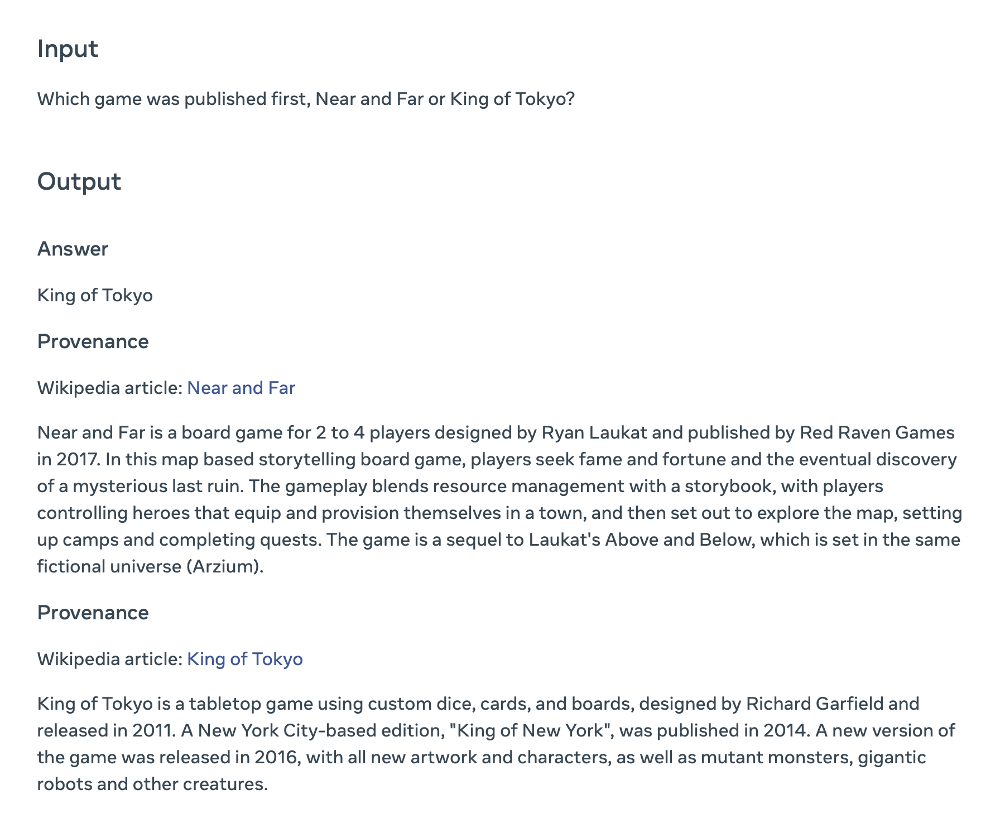 Input
Which game was published first, Near and Far or King of Tokyo?
Output
Answer
King of Tokyo
Provenance
Wikipedia article: Near and Far
Near and Far is a board game for 2 to 4 players designed by Ryan Laukat and published by Red Raven Games
in 2017. In this map based storytelling board game, players seek fame and fortune and the eventual discovery
of a mysterious last ruin. The gameplay blends resource management with a storybook, with players
controlling heroes that equip and provision themselves in a town, and then set out to explore the map, setting
up camps and completing quests. The game is a sequel to Laukat's Above and Below, which is set in the same
fictional universe (Arzium).
Provenance
Wikipedia article: King of Tokyo
King of Tokyo is a tabletop game using custom dice, cards, and boards, designed by Richard Garfield and
released in 2011. A New York City-based edition, "King of New York", was published in 2014. A new version of
the game was released in 2016, with all new artwork and characters, as well as mutant monsters, gigantic
robots and other creatures.